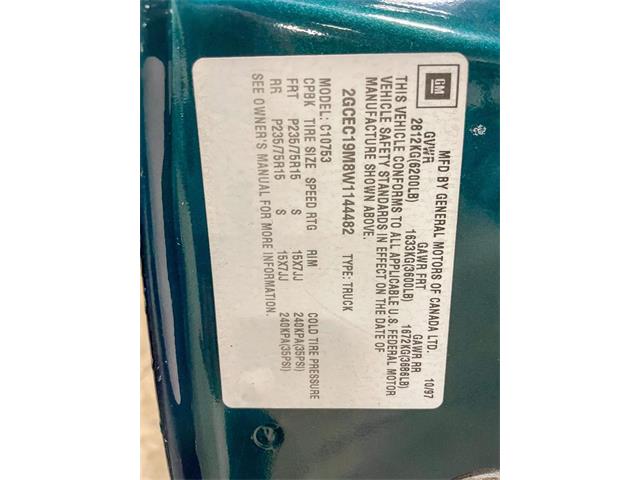 GM
MFD BY GENERAL MOTORS OF CANADA LTD.
10/97
GVWR GAWR FRT GAWR RR
2812KG(6200LB) 1633KG(3600LB) 1672KG(3686LB)
THIS VEHICLE CONFORMS TO ALL APPLICABLE U.S. FEDERAL MOTOR
VEHICLE SAFETY STANDARDS IN EFFECT ON THE DATE OF
MANUFACTURE SHOWN ABOVE.
2GCEC19M8W1144482 TYPE: TRUCK
MODEL: C10753
CPBK TIRE SIZE SPEED RTG RIM COLD TIRE PRESSURE
FRT P235/75R15 S 15X7JJ 240KPA(35PSI)
RR P235/75R15 S 15X7JJ 240KPA(35PSI)
SEE OWNER'S MANUAL FOR MORE INFORMATION.